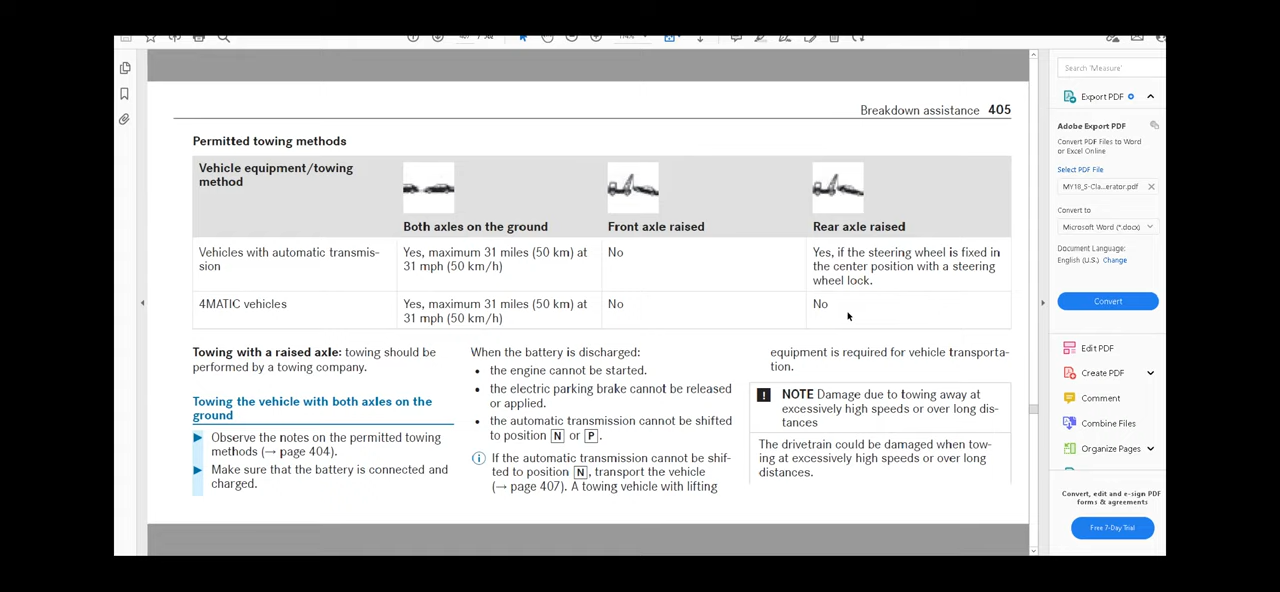 Breakdown assistance 405
Permitted towing methods
Vehicle equipment/towing
method
Both axles on the ground
Front axle raised
Rear axle raised
Vehicles with automatic transmis-
sion
Yes, maximum 31 miles (50 km) at
31 mph (50 km/h)
No
Yes, if the steering wheel is fixed in
the center position with a steering
wheel lock.
4MATIC vehicles
Yes, maximum 31 miles (50 km) at
31 mph (50 km/h)
No
No
Towing with a raised axle: towing should be
performed by a towing company.
Towing the vehicle with both axles on the
ground
Observe the notes on the permitted towing
methods (→ page 404).
Make sure that the battery is connected and
charged.
When the battery is discharged:
• the engine cannot be started.
• the electric parking brake cannot be released
or applied.
• the automatic transmission cannot be shifted
to position N or P.
If the automatic transmission cannot be shif-
ted to position N, transport the vehicle
(→ page 407). A towing vehicle with lifting
equipment is required for vehicle transporta-
tion.
! NOTE Damage due to towing away at
excessively high speeds or over long dis-
tances
The drivetrain could be damaged when tow-
ing at excessively high speeds or over long
distances.
Search 'Measure'
Export PDF
Adobe Export PDF
Convert PDF Files to Word
or Excel Online
Select PDF File
MY18_S-Cla...erator.pdf
Convert to
Microsoft Word (*.docx)
Document Language:
English (U.S.) Change
Convert
Edit PDF
Create PDF
Comment
Combine Files
Organize Pages
Convert, edit and e-sign PDF
forms & agreements
Free 7-Day Trial